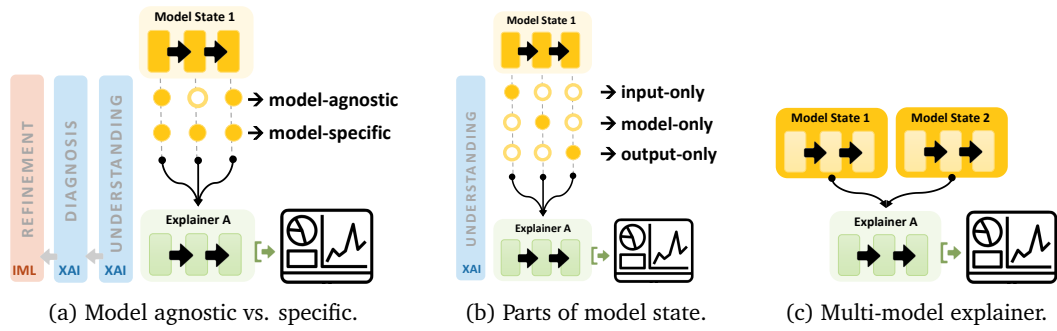 Model State 1
→ model-agnostic
→ model-specific
REFINEMENT
DIAGNOSIS
UNDERSTANDING
IML
XAI
XAI
Explainer A
(a) Model agnostic vs. specific.
Model State 1
→ input-only
→ model-only
→ output-only
UNDERSTANDING
XAI
Explainer A
(b) Parts of model state.
Model State 1
Model State 2
Explainer A
(c) Multi-model explainer.